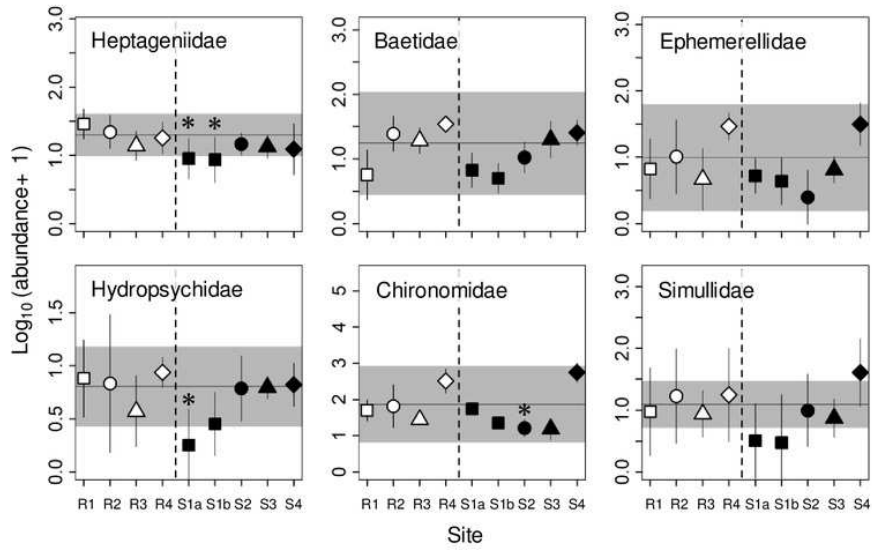 Heptageniidae
Baetidae
Ephemerellidae
0.0 1.0 2.0 3.0
* *
0.0 1.0 2.0 3.0
0.0 1.0 2.0 3.0
Log10 (abundance+ 1)
Hydropsychidae
Chironomidae
Simullidae
0.0 0.5 1.0 1.5
*
0 1 2 3 4 5
*
0.0 1.0 2.0 3.0
R1 R2 R3 R4 S1a S1b S2 S3 S4
R1 R2 R3 R4 S1a S1b S2 S3 S4
R1 R2 R3 R4 S1a S1b S2 S3 S4
Site